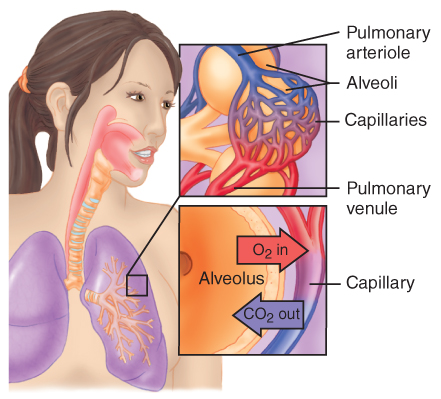 Pulmonary
arteriole
Alveoli
Capillaries
Pulmonary
venule
O₂ in
Alveolus
Capillary
CO₂ out